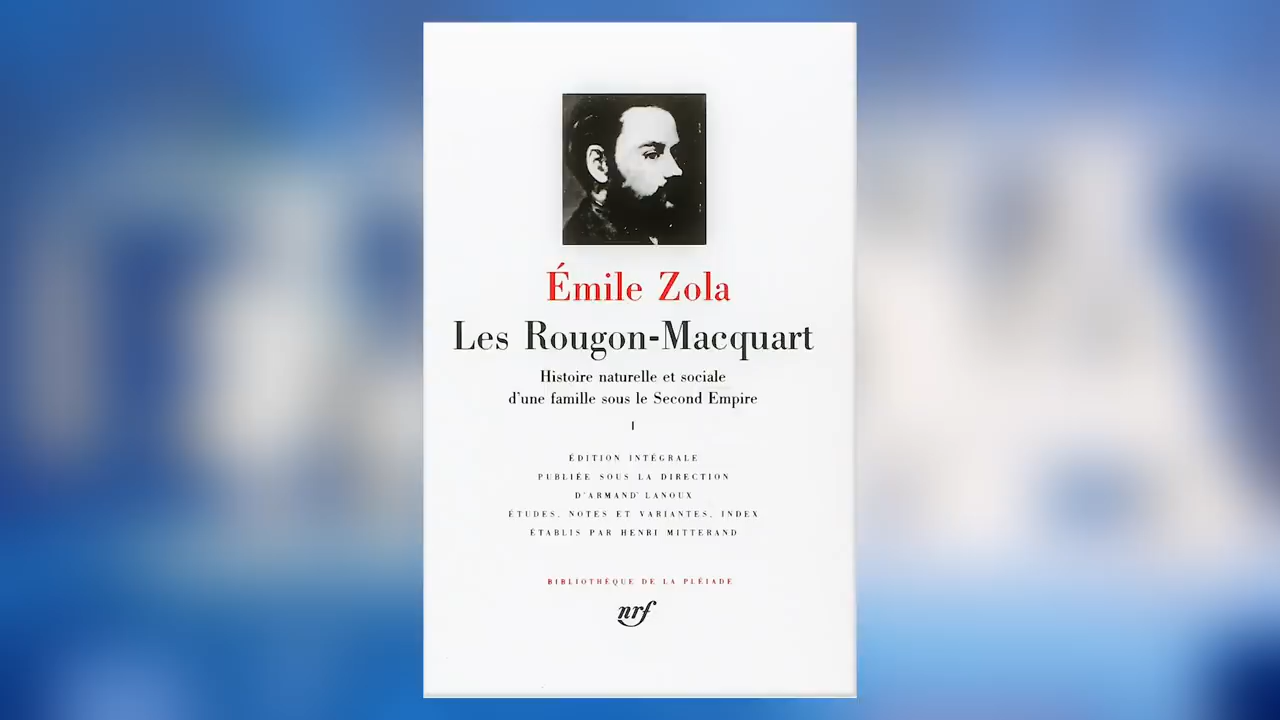 Émile Zola
Les Rougon-Macquart
Histoire naturelle et sociale
d'une famille sous le Second Empire
I
ÉDITION INTÉGRALE
PUBLIÉE SOUS LA DIRECTION
D'ARMAND LANOUX
ÉTUDES, NOTES ET VARIANTES, INDEX
ÉTABLIS PAR HENRI MITTERAND
BIBLIOTHÈQUE DE LA PLÉIADE
nrf